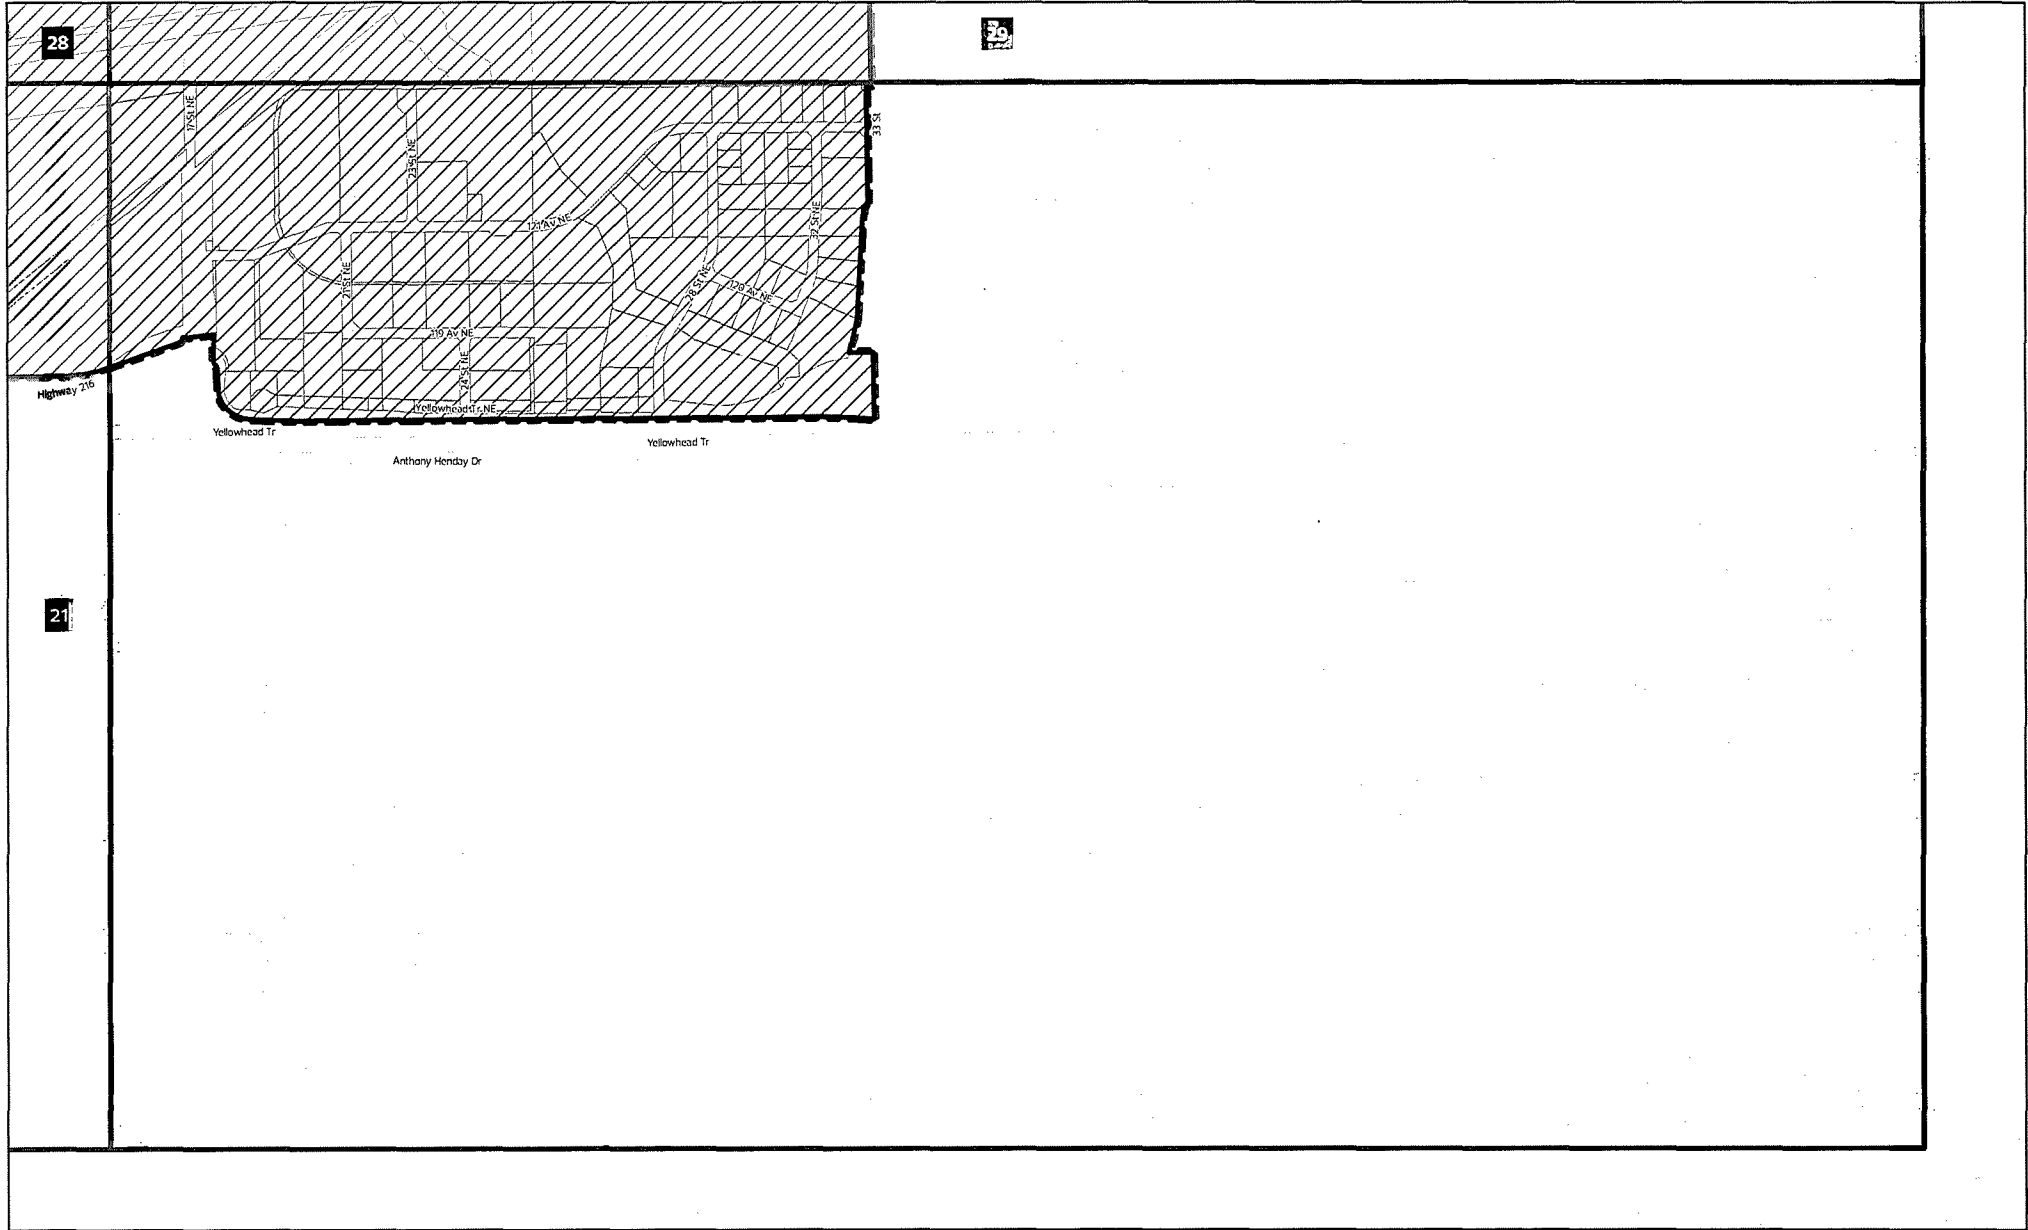 28
29
17 St NE
33 St
23 St NE
121 Av NE
32 St NE
21 St NE
28 St NE
120 Av NE
119 Av NE
24 St NE
Highway 216
Yellowhead Tr NE
Yellowhead Tr
Yellowhead Tr
Anthony Henday Dr
21